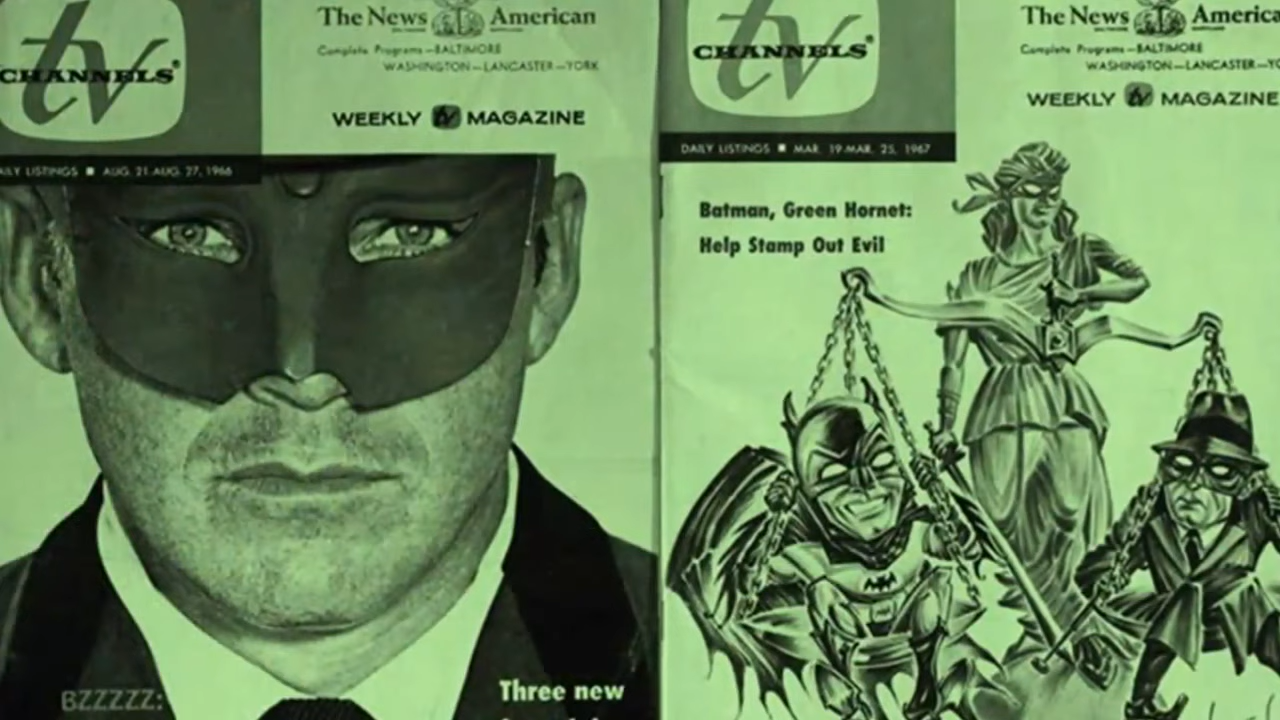 tv
CHANNELS®
The News American
Complete Programs—BALTIMORE
WASHINGTON—LANCASTER—YORK
WEEKLY tv MAGAZINE
DAILY LISTINGS ■ AUG. 21-AUG. 27, 1966
BZZZZZ:
Three new
tv
CHANNELS®
The News America
Complete Programs—BALTIMORE
WASHINGTON—LANCASTER—YO
WEEKLY tv MAGAZINE
DAILY LISTINGS ■ MAR. 19-MAR. 25, 1967
Batman, Green Hornet:
Help Stamp Out Evil